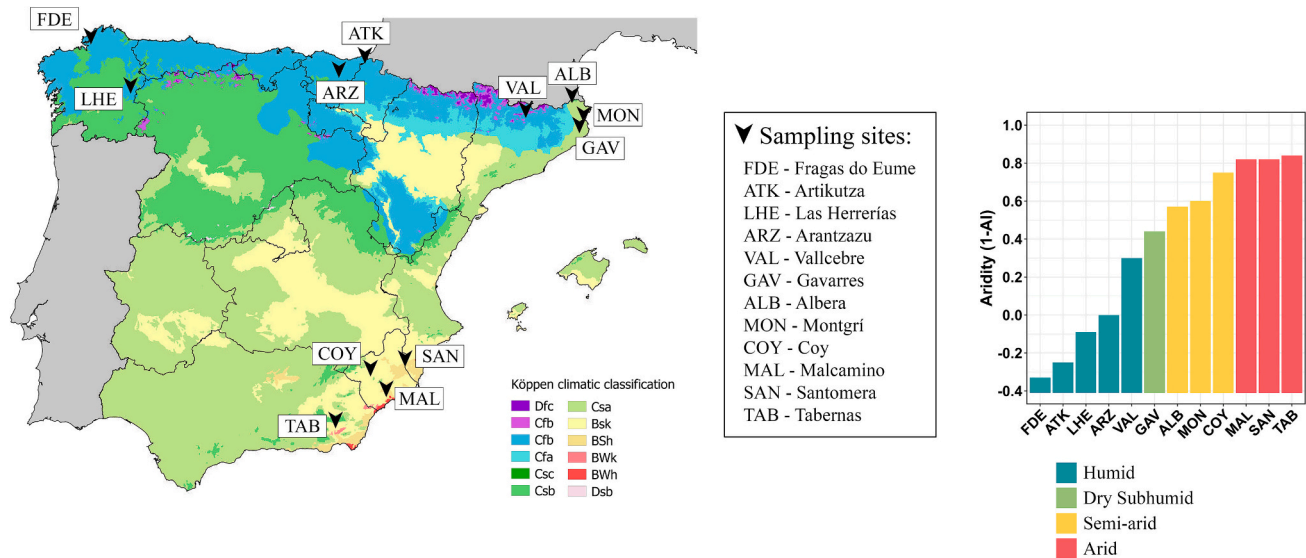 FDE
ATK
LHE
ARZ
VAL
ALB
MON
GAV
COY
SAN
MAL
TAB
Köppen climatic classification
Dfc
Cfb
Cfb
Cfa
Csc
Csb
Csa
Bsk
BSh
BWk
BWh
Dsb
Sampling sites:
FDE - Fragas do Eume
ATK - Artikutza
LHE - Las Herrerías
ARZ - Arantzazu
VAL - Vallcebre
GAV - Gavarres
ALB - Albera
MON - Montgrí
COY - Coy
MAL - Malcamino
SAN - Santomera
TAB - Tabernas
Aridity (1-AI)
1.0
0.8
0.6
0.4
0.2
0.0
-0.2
-0.4
FDE
ATK
LHE
ARZ
VAL
GAV
ALB
MON
COY
MAL
SAN
TAB
Humid
Dry Subhumid
Semi-arid
Arid